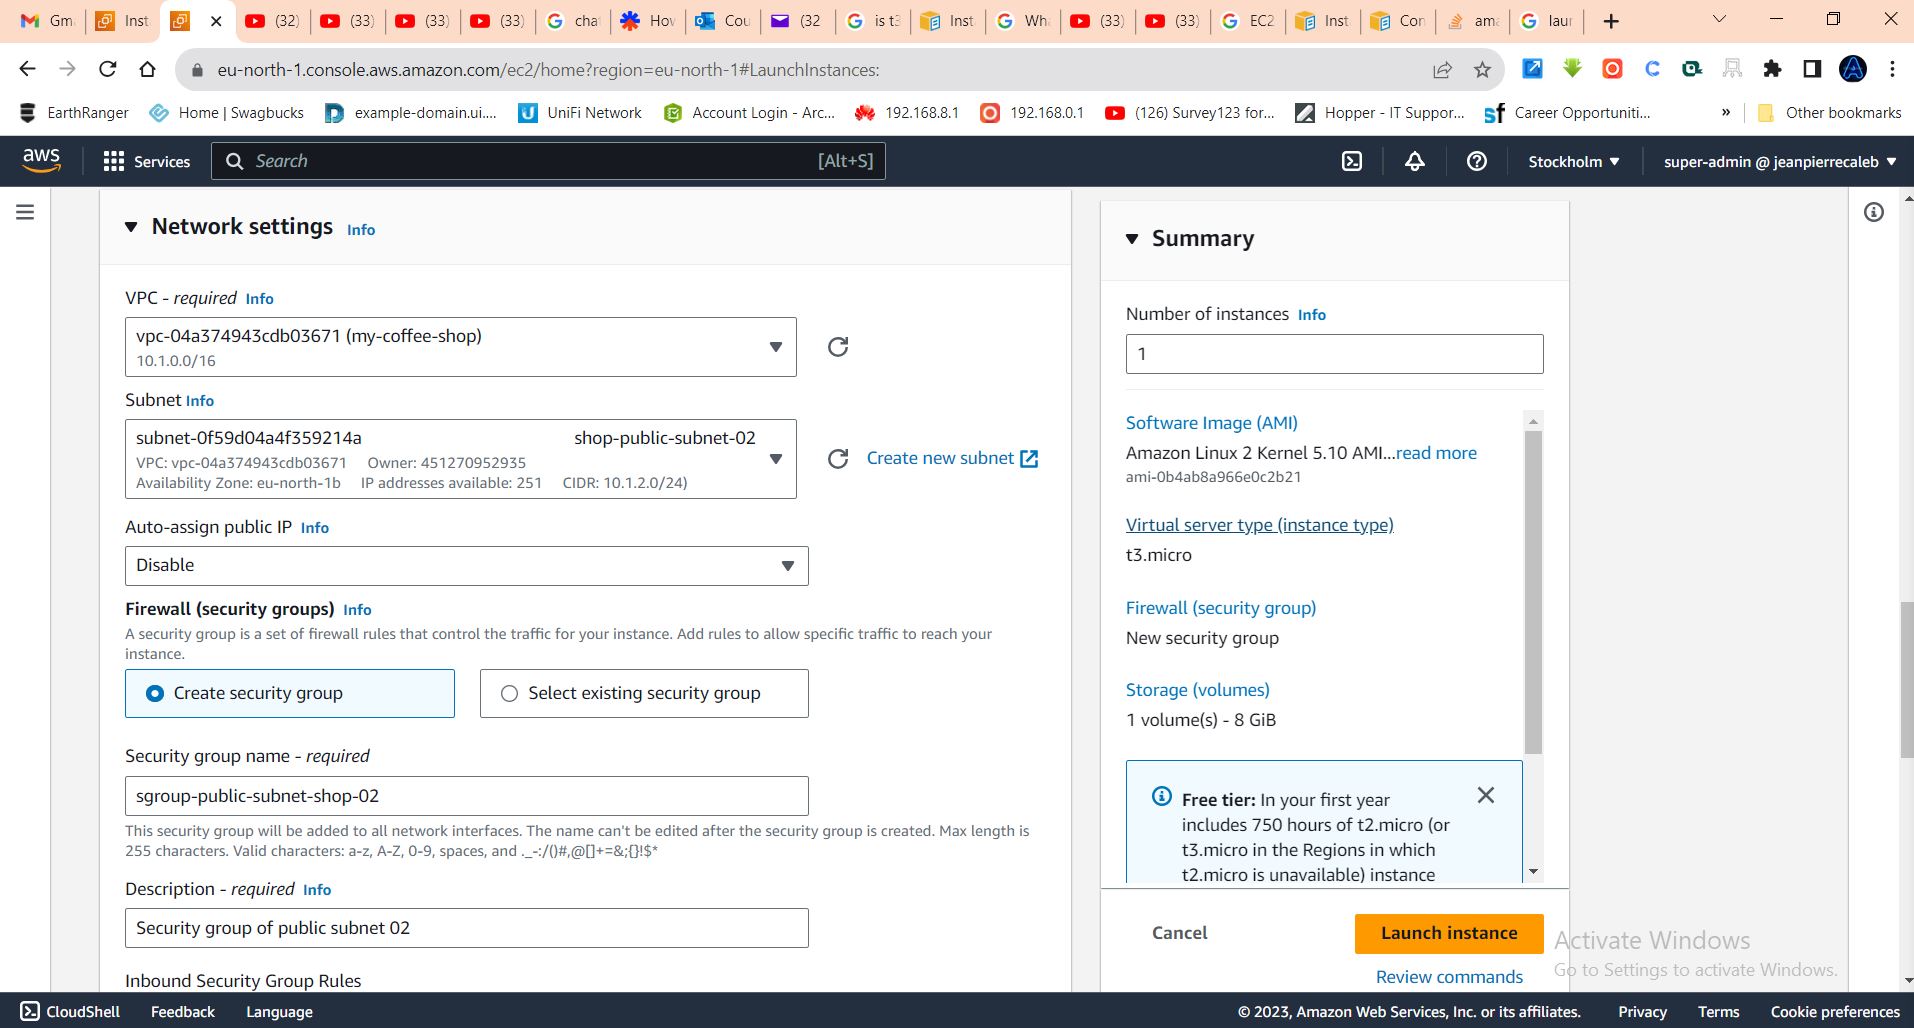 Gm
Inst
(32)
(33)
(33)
(33)
chat
How
Cou
(32
is t3
Inst
Wh
(33)
(33)
EC2
Inst
Con
ama
laun
eu-north-1.console.aws.amazon.com/ec2/home?region=eu-north-1#LaunchInstances:
EarthRanger
Home | Swagbucks
example-domain.ui....
UniFi Network
Account Login - Arc...
192.168.8.1
192.168.0.1
(126) Survey123 for...
Hopper - IT Suppor...
Career Opportuniti...
»
Other bookmarks
aws
Services
Search
[Alt+S]
Stockholm
super-admin @ jeanpierrecaleb
Network settings Info
VPC - required Info
vpc-04a374943cdb03671 (my-coffee-shop)
10.1.0.0/16
Subnet Info
subnet-0f59d04a4f359214a shop-public-subnet-02
VPC: vpc-04a374943cdb03671 Owner: 451270952935
Availability Zone: eu-north-1b IP addresses available: 251 CIDR: 10.1.2.0/24)
Create new subnet
Auto-assign public IP Info
Disable
Firewall (security groups) Info
A security group is a set of firewall rules that control the traffic for your instance. Add rules to allow specific traffic to reach your
instance.
Create security group
Select existing security group
Security group name - required
sgroup-public-subnet-shop-02
This security group will be added to all network interfaces. The name can't be edited after the security group is created. Max length is
255 characters. Valid characters: a-z, A-Z, 0-9, spaces, and ._-:/()#,@[]+=&;{}!$*
Description - required Info
Security group of public subnet 02
Inbound Security Group Rules
Summary
Number of instances Info
1
Software Image (AMI)
Amazon Linux 2 Kernel 5.10 AMI...read more
ami-0b4ab8a966e0c2b21
Virtual server type (instance type)
t3.micro
Firewall (security group)
New security group
Storage (volumes)
1 volume(s) - 8 GiB
Free tier: In your first year
includes 750 hours of t2.micro (or
t3.micro in the Regions in which
t2.micro is unavailable) instance
Cancel
Launch instance
Review commands
Activate Windows
Go to Settings to activate Windows.
CloudShell
Feedback
Language
© 2023, Amazon Web Services, Inc. or its affiliates.
Privacy
Terms
Cookie preferences